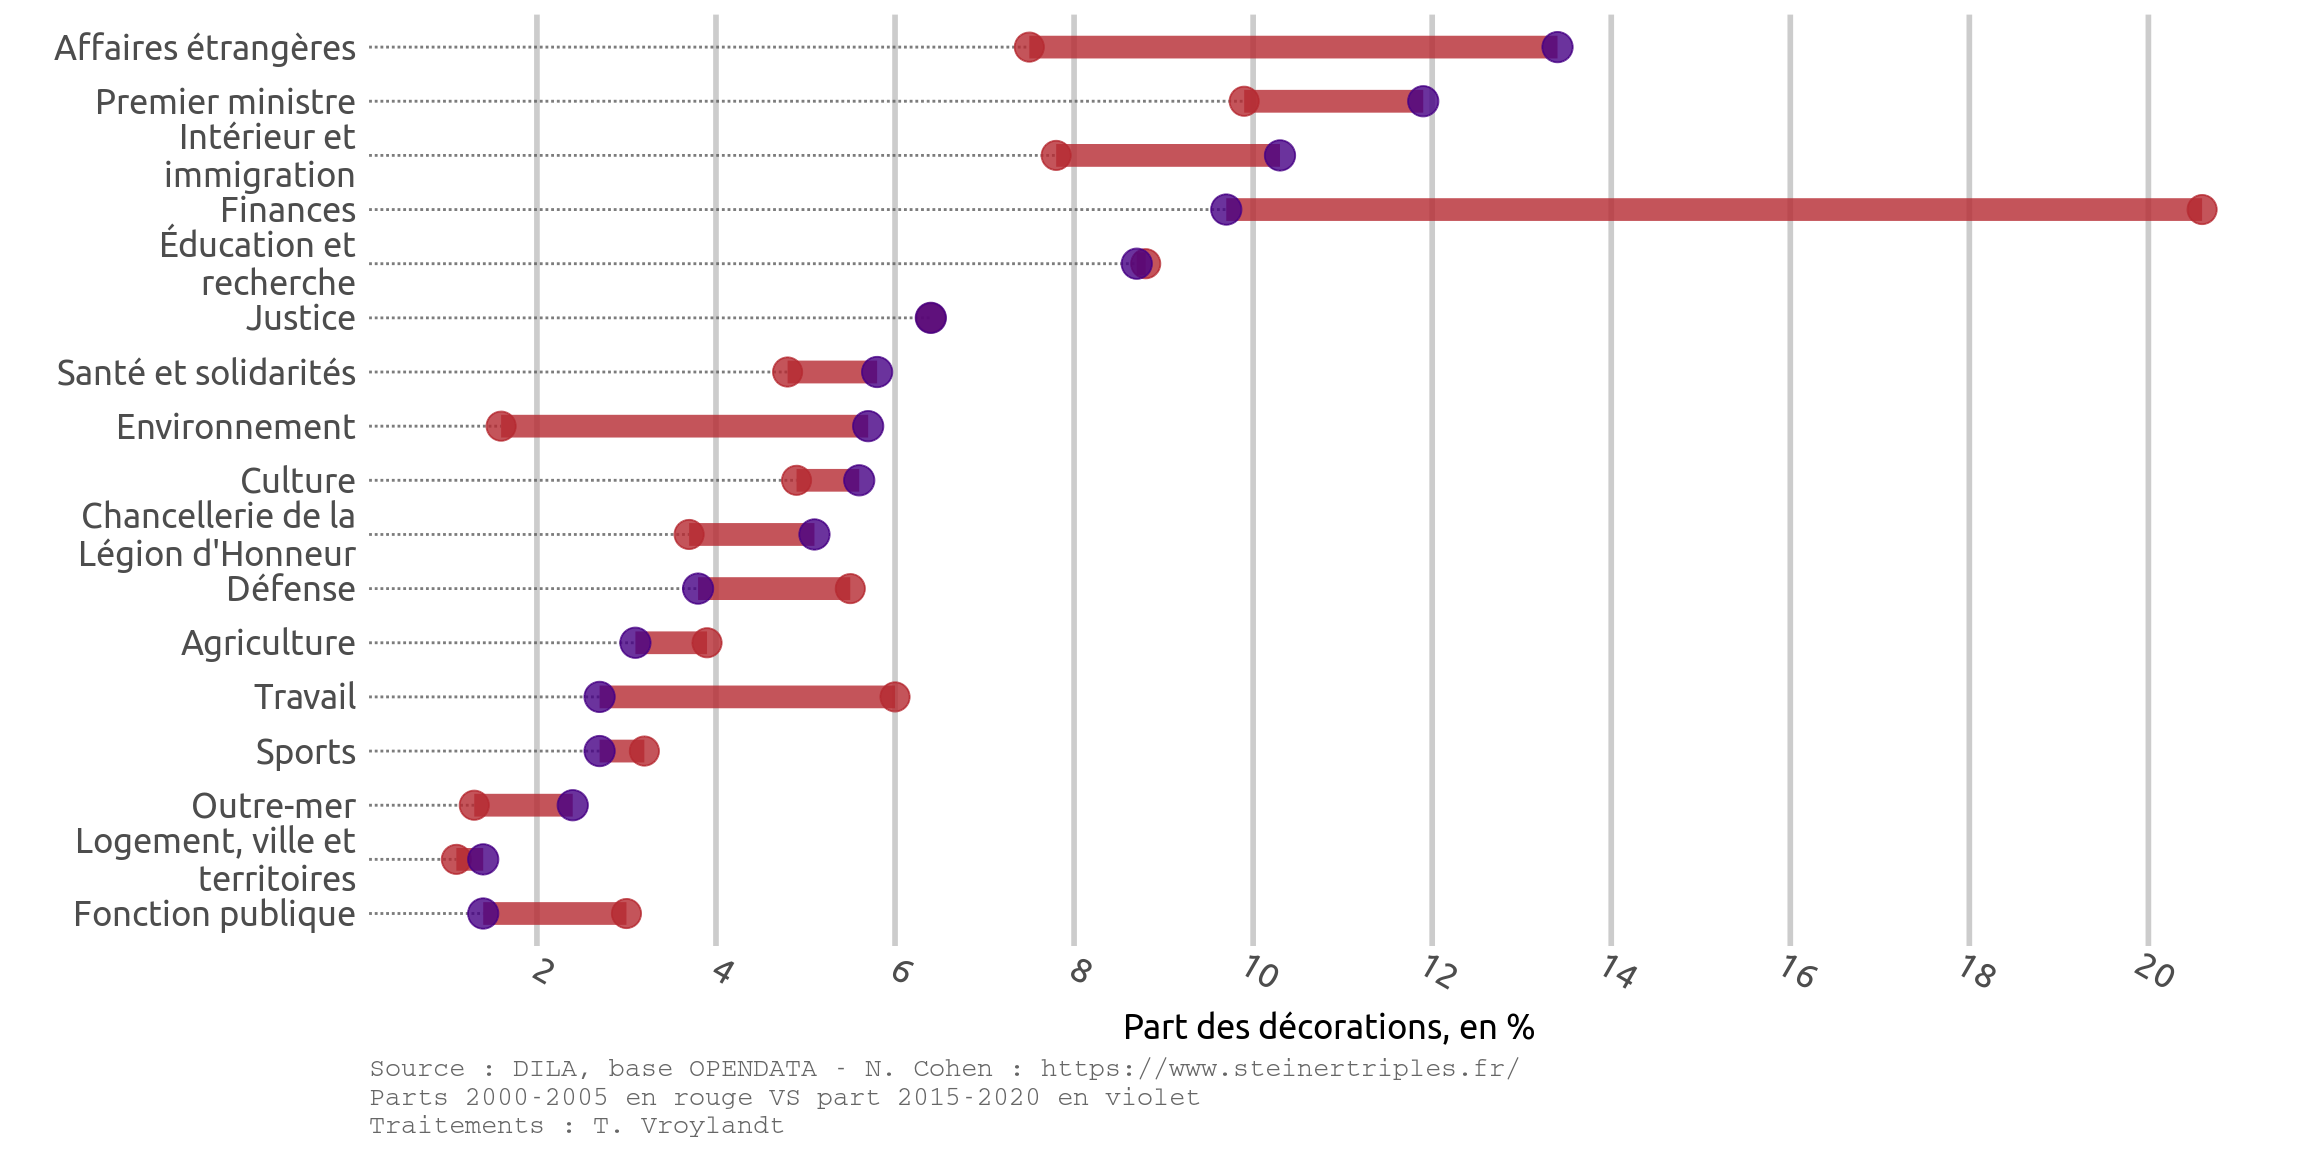 Affaires étrangères
Premier ministre
Intérieur et
immigration
Finances
Éducation et
recherche
Justice
Santé et solidarités
Environnement
Culture
Chancellerie de la
Légion d'Honneur
Défense
Agriculture
Travail
Sports
Outre-mer
Logement, ville et
territoires
Fonction publique
2 4 6 8 10 12 14 16 18 20
Part des décorations, en %
Source : DILA, base OPENDATA - N. Cohen : https://www.steinertriples.fr/
Parts 2000-2005 en rouge VS part 2015-2020 en violet
Traitements : T. Vroylandt